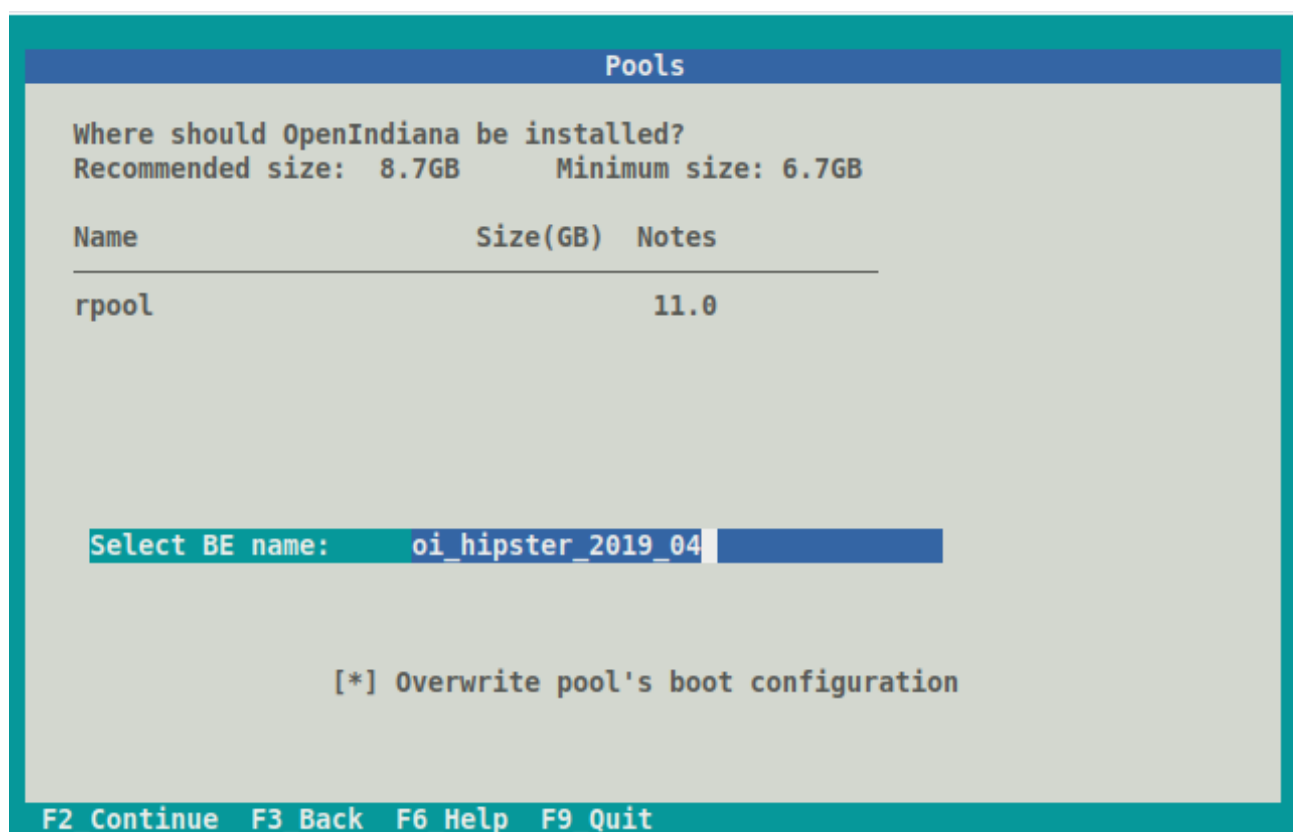 Pools
Where should OpenIndiana be installed?
Recommended size: 8.7GB Minimum size: 6.7GB
Name Size(GB) Notes
rpool 11.0
Select BE name: oi_hipster_2019_04
[*] Overwrite pool's boot configuration
F2 Continue F3 Back F6 Help F9 Quit